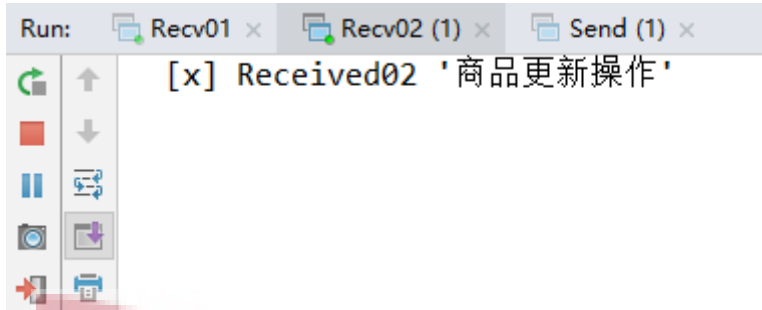 Run: Recv01 × Recv02 (1) × Send (1) ×
[x] Received02 '商品更新操作'